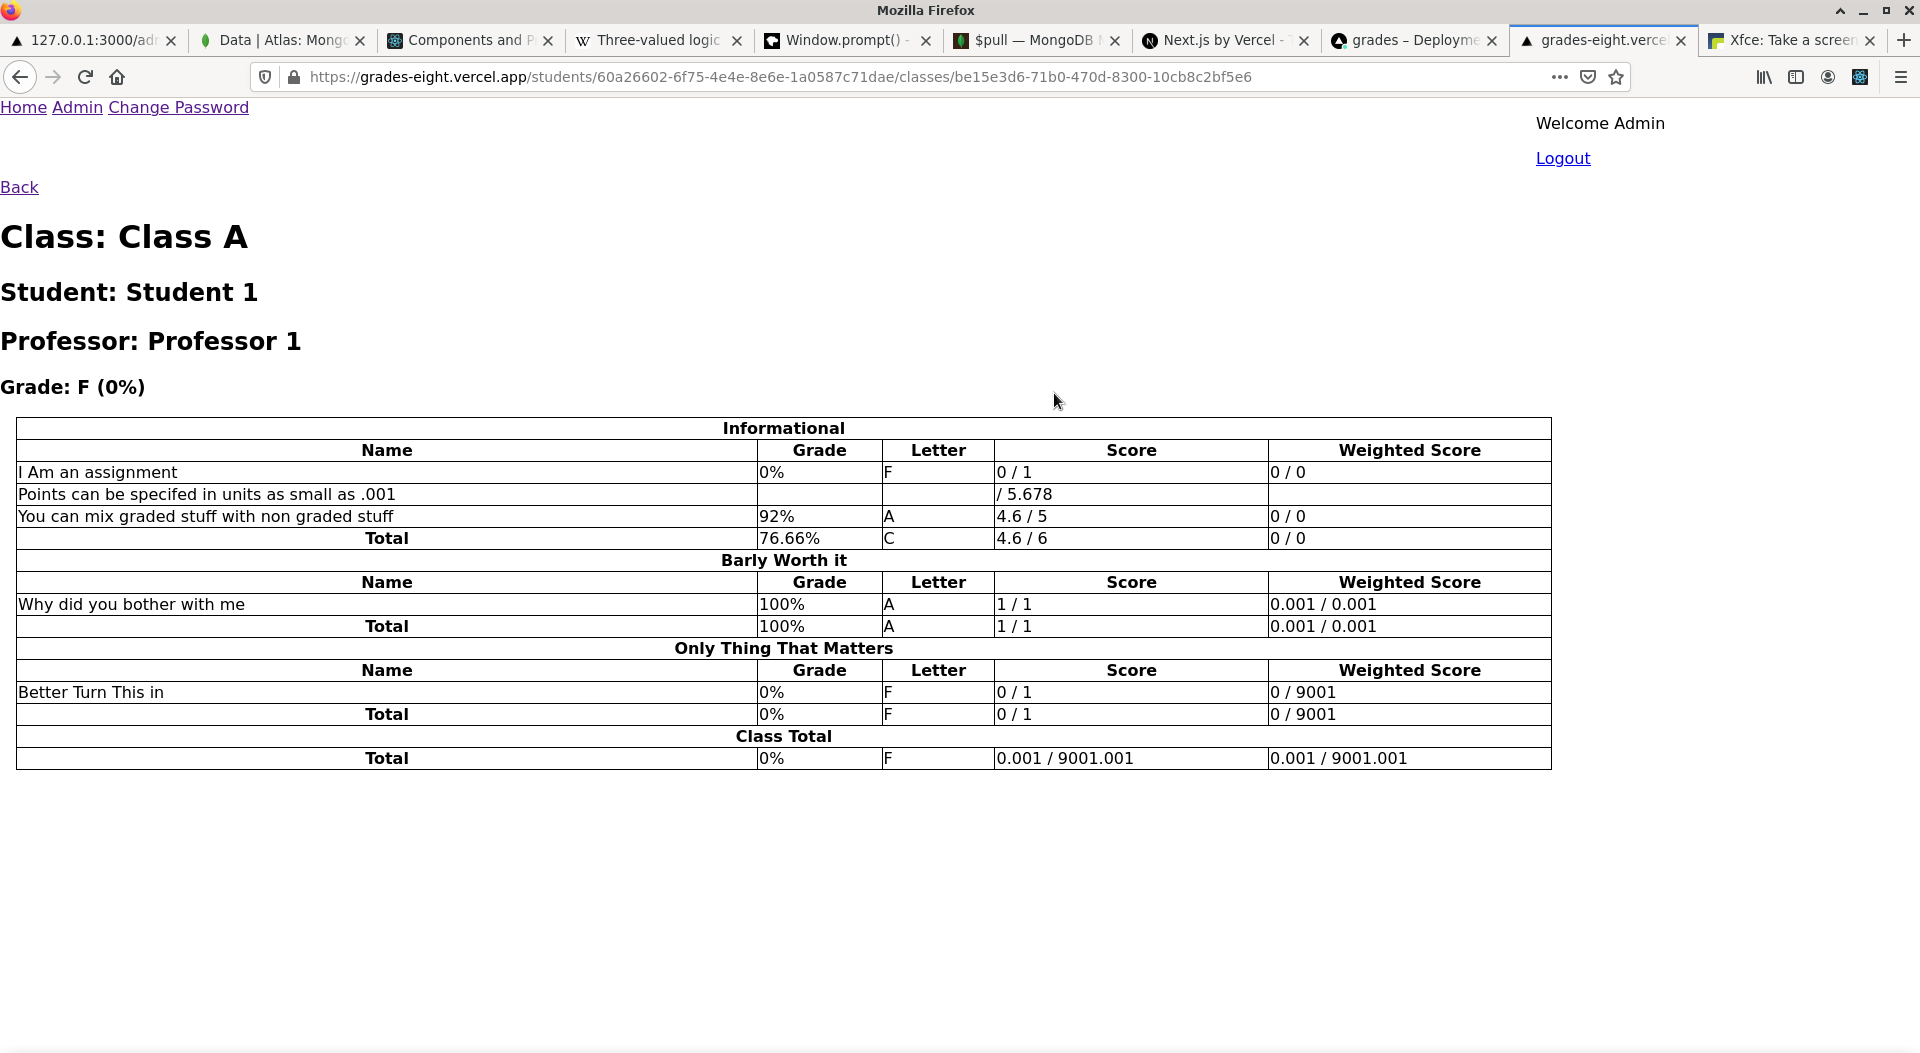 Mozilla Firefox
127.0.0.1:3000/adm
Data | Atlas: Mong
Components and P
Three-valued logic
Window.prompt() -
$pull — MongoDB M
Next.js by Vercel - T
grades – Deployme
grades-eight.vercel
Xfce: Take a screen
https://grades-eight.vercel.app/students/60a26602-6f75-4e4e-8e6e-1a0587c71dae/classes/be15e3d6-71b0-470d-8300-10cb8c2bf5e6
Home Admin Change Password
Welcome Admin
Logout
Back
Class: Class A
Student: Student 1
Professor: Professor 1
Grade: F (0%)
Informational
Name Grade Letter Score Weighted Score
I Am an assignment 0% F 0 / 1 0 / 0
Points can be specifed in units as small as .001 / 5.678
You can mix graded stuff with non graded stuff 92% A 4.6 / 5 0 / 0
Total 76.66% C 4.6 / 6 0 / 0
Barly Worth it
Name Grade Letter Score Weighted Score
Why did you bother with me 100% A 1 / 1 0.001 / 0.001
Total 100% A 1 / 1 0.001 / 0.001
Only Thing That Matters
Name Grade Letter Score Weighted Score
Better Turn This in 0% F 0 / 1 0 / 9001
Total 0% F 0 / 1 0 / 9001
Class Total
Total 0% F 0.001 / 9001.001 0.001 / 9001.001